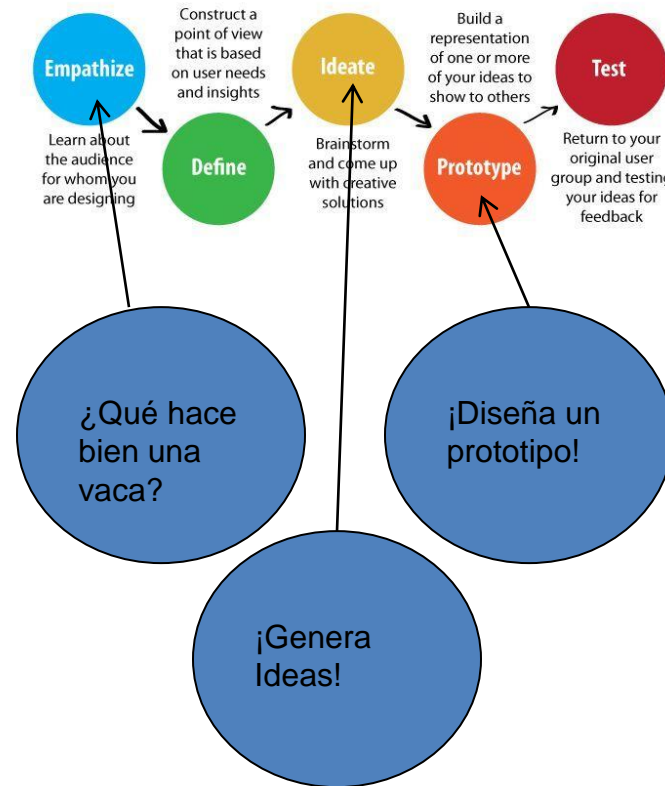 Empathize
Learn about
the audience
for whom you
are designing
Construct a
point of view
that is based
on user needs
and insights
Define
Ideate
Brainstorm
and come up
with creative
solutions
Build a
representation
of one or more
of your ideas to
show to others
Prototype
Test
Return to your
original user
group and testing
your ideas for
feedback
¿Qué hace
bien una
vaca?
¡Genera
Ideas!
¡Diseña un
prototipo!